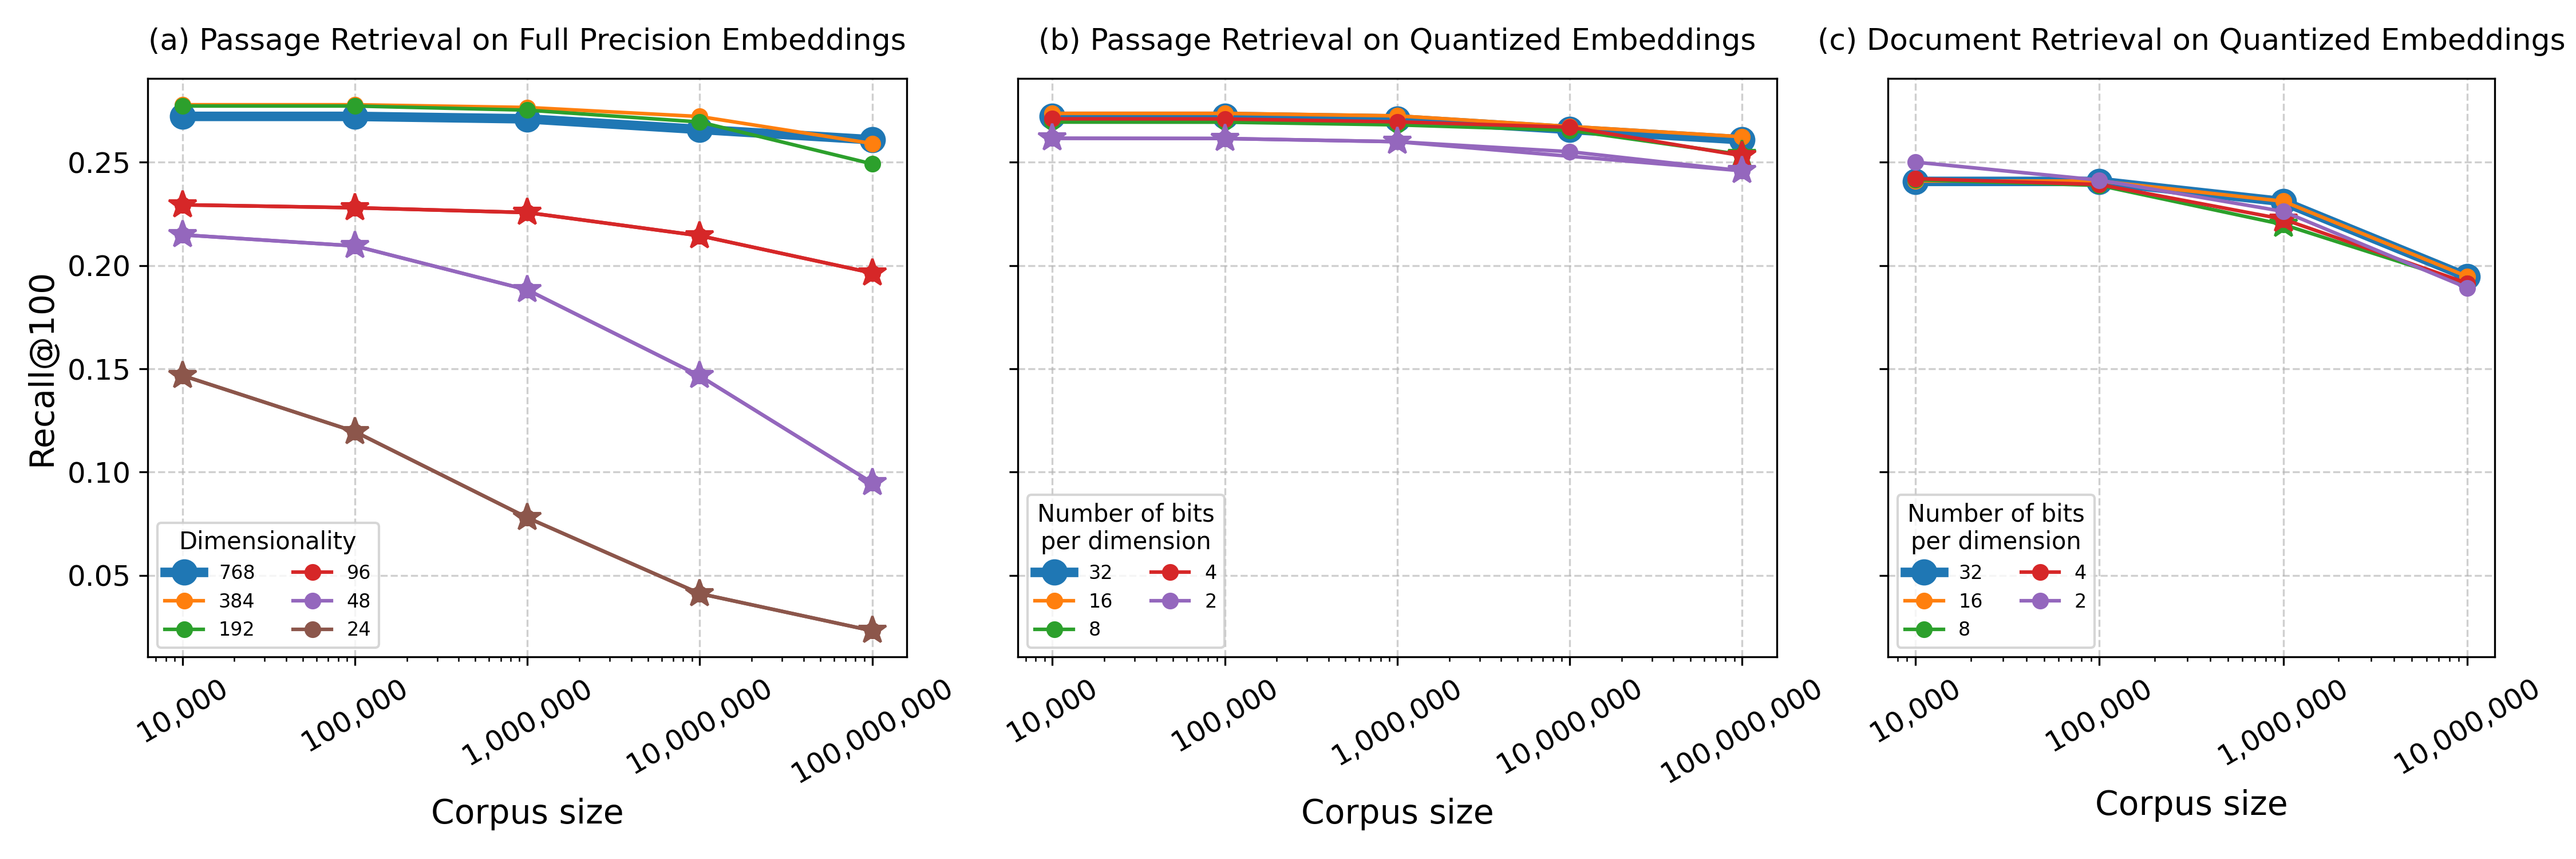 (a) Passage Retrieval on Full Precision Embeddings
(b) Passage Retrieval on Quantized Embeddings
(c) Document Retrieval on Quantized Embeddings
Recall@100
0.25
0.20
0.15
0.10
0.05
Dimensionality
768
384
192
96
48
24
10,000
100,000
1,000,000
10,000,000
100,000,000
Corpus size
Number of bits
per dimension
32
16
8
4
2
10,000
100,000
1,000,000
10,000,000
100,000,000
Corpus size
Number of bits
per dimension
32
16
8
4
2
10,000
100,000
1,000,000
10,000,000
Corpus size